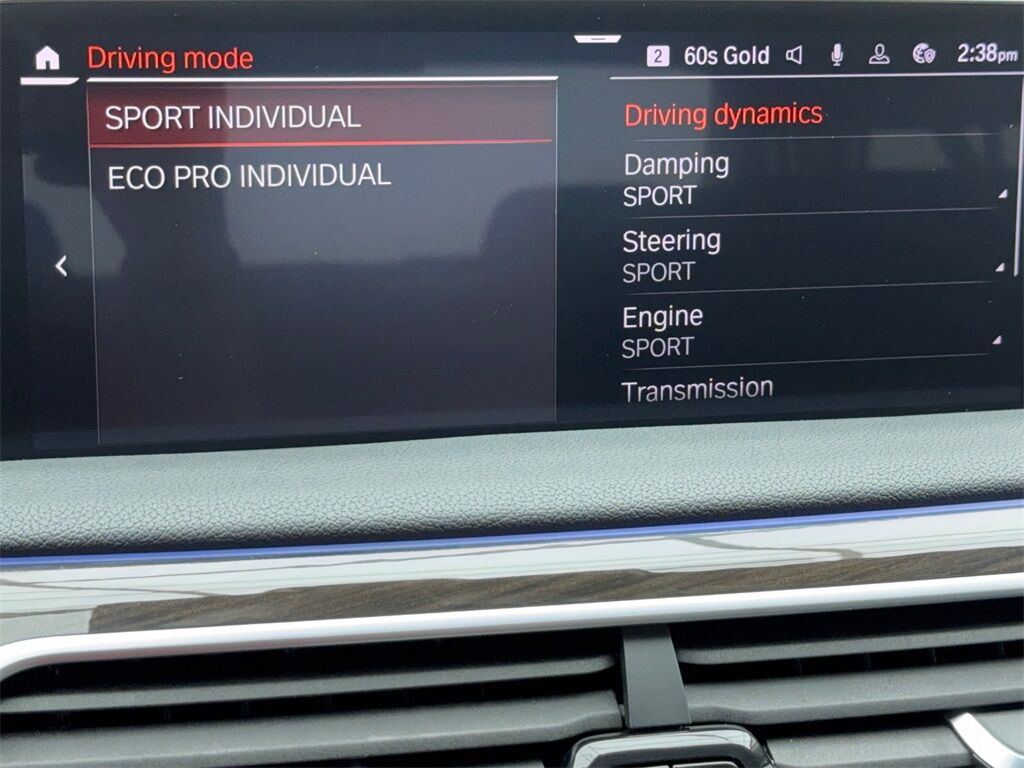 Driving mode
2 60s Gold 2:38pm
SPORT INDIVIDUAL
ECO PRO INDIVIDUAL
Driving dynamics
Damping
SPORT
Steering
SPORT
Engine
SPORT
Transmission